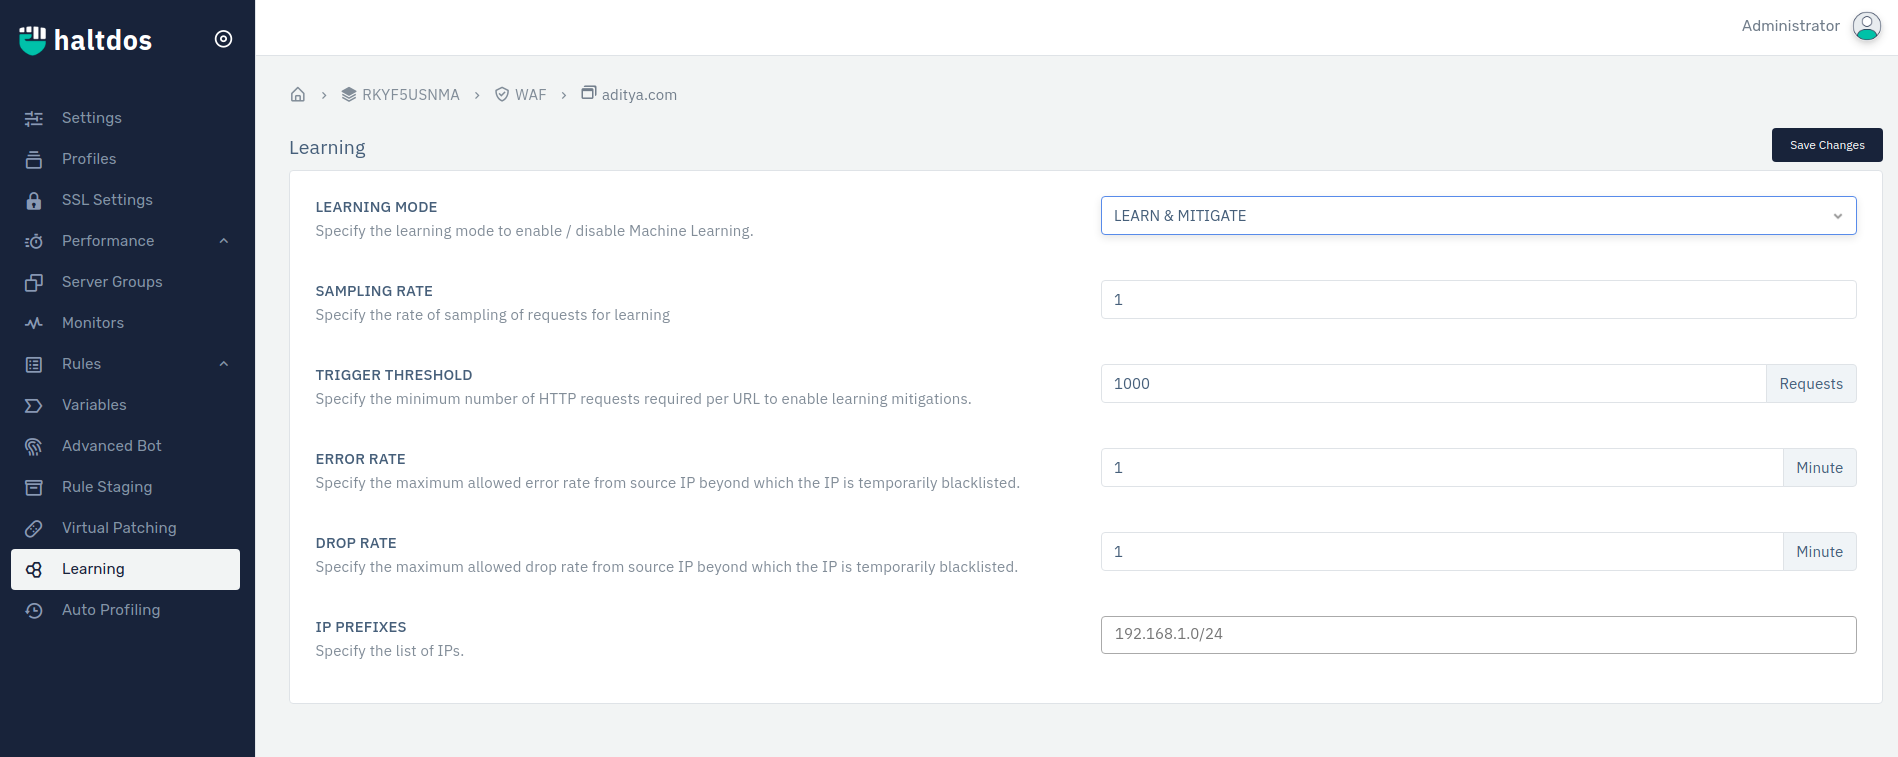 haltdos
Administrator
RKYF5USNMA
WAF
aditya.com
Settings
Profiles
SSL Settings
Performance
Server Groups
Monitors
Rules
Variables
Advanced Bot
Rule Staging
Virtual Patching
Learning
Auto Profiling
Learning
Save Changes
LEARNING MODE
Specify the learning mode to enable / disable Machine Learning.
LEARN & MITIGATE
SAMPLING RATE
Specify the rate of sampling of requests for learning
1
TRIGGER THRESHOLD
Specify the minimum number of HTTP requests required per URL to enable learning mitigations.
1000
Requests
ERROR RATE
Specify the maximum allowed error rate from source IP beyond which the IP is temporarily blacklisted.
1
Minute
DROP RATE
Specify the maximum allowed drop rate from source IP beyond which the IP is temporarily blacklisted.
1
Minute
IP PREFIXES
Specify the list of IPs.
192.168.1.0/24